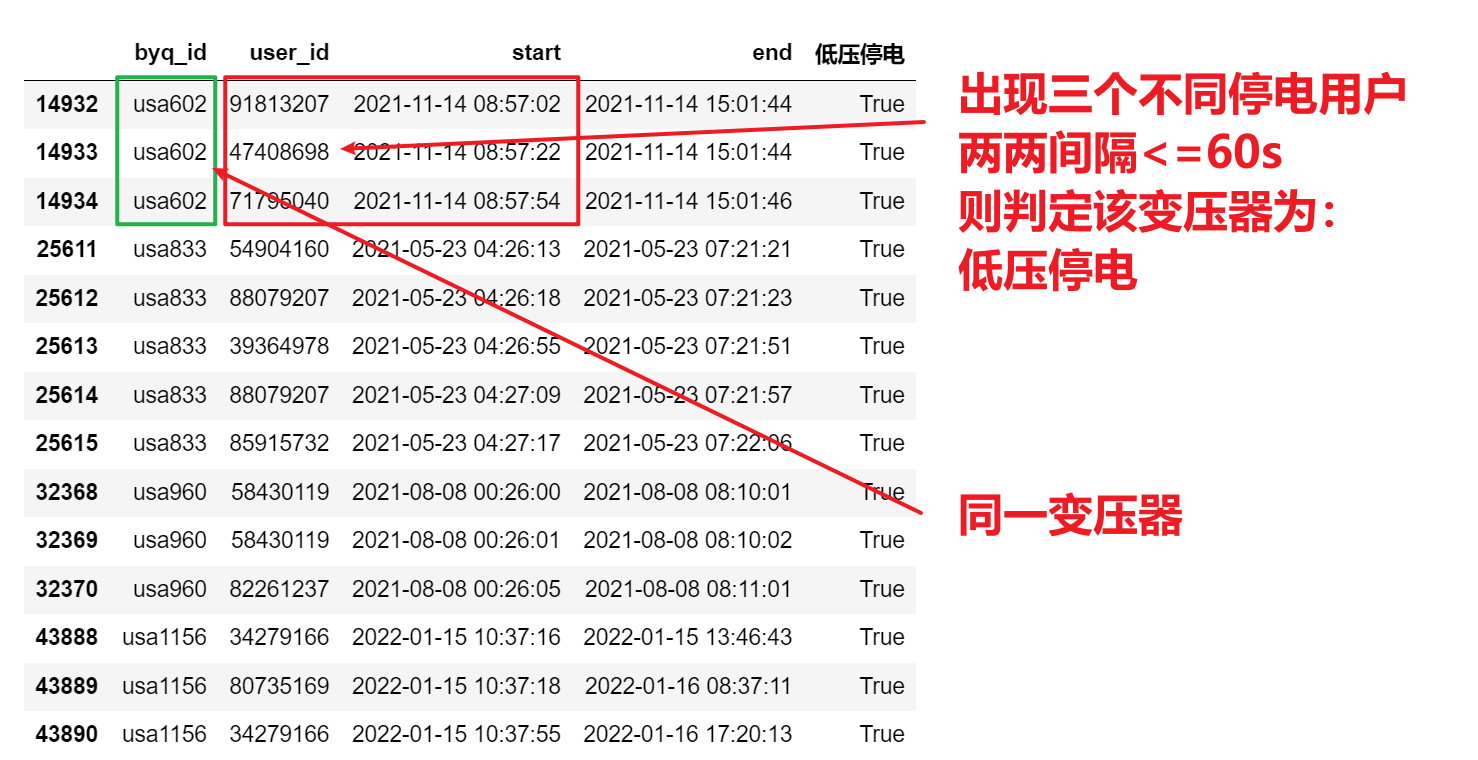 byq_id user_id start end 低压停电
14932 usa602 91813207 2021-11-14 08:57:02 2021-11-14 15:01:44 True
14933 usa602 47408698 2021-11-14 08:57:22 2021-11-14 15:01:44 True
14934 usa602 71795040 2021-11-14 08:57:54 2021-11-14 15:01:46 True
25611 usa833 54904160 2021-05-23 04:26:13 2021-05-23 07:21:21 True
25612 usa833 88079207 2021-05-23 04:26:18 2021-05-23 07:21:23 True
25613 usa833 39364978 2021-05-23 04:26:55 2021-05-23 07:21:51 True
25614 usa833 88079207 2021-05-23 04:27:09 2021-05-23 07:21:57 True
25615 usa833 85915732 2021-05-23 04:27:17 2021-05-23 07:22:06 True
32368 usa960 58430119 2021-08-08 00:26:00 2021-08-08 08:10:01 True
32369 usa960 58430119 2021-08-08 00:26:01 2021-08-08 08:10:02 True
32370 usa960 82261237 2021-08-08 00:26:05 2021-08-08 08:11:01 True
43888 usa1156 34279166 2022-01-15 10:37:16 2022-01-15 13:46:43 True
43889 usa1156 80735169 2022-01-15 10:37:18 2022-01-16 08:37:11 True
43890 usa1156 34279166 2022-01-15 10:37:55 2022-01-16 17:20:13 True
出现三个不同停电用户
两两间隔<=60s
则判定该变压器为：
低压停电
同一变压器